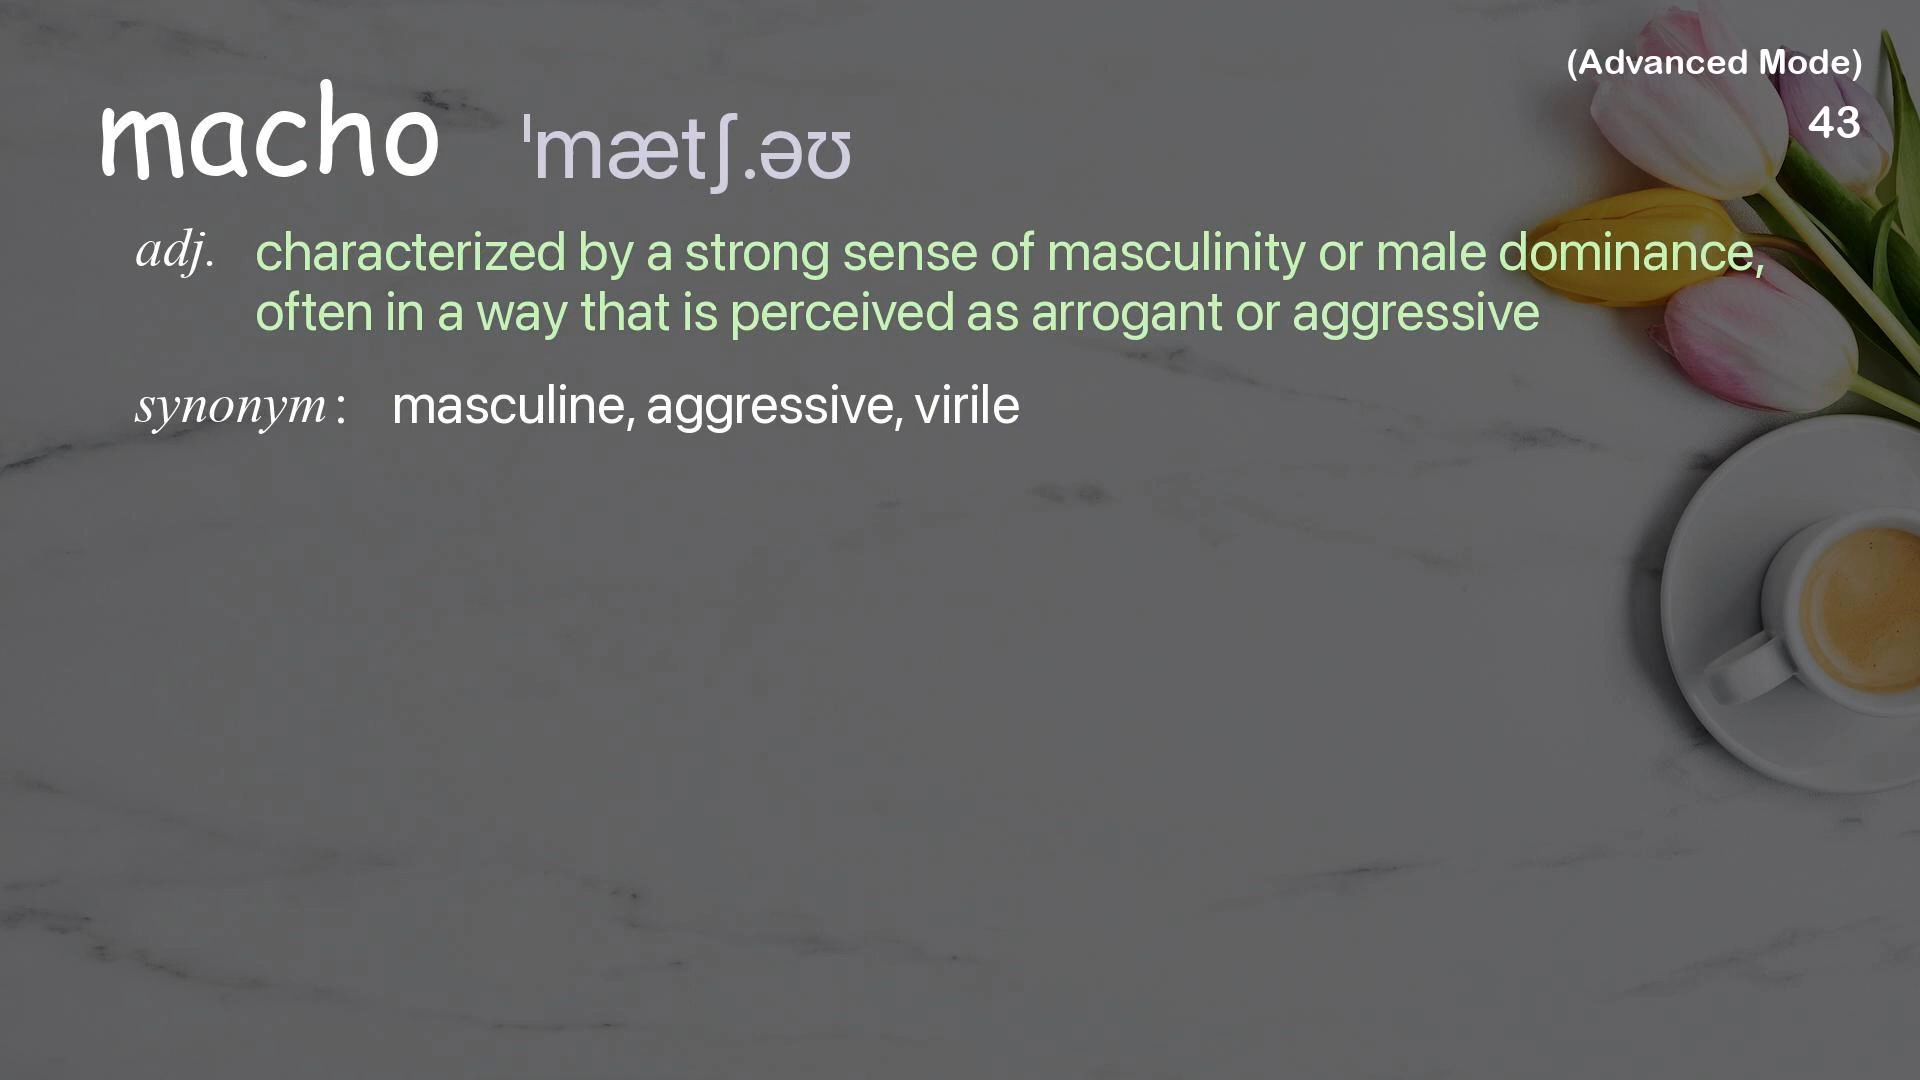 (Advanced Mode)
43
macho ˈmætʃ.əʊ
adj. characterized by a strong sense of masculinity or male dominance,
often in a way that is perceived as arrogant or aggressive
synonym: masculine, aggressive, virile